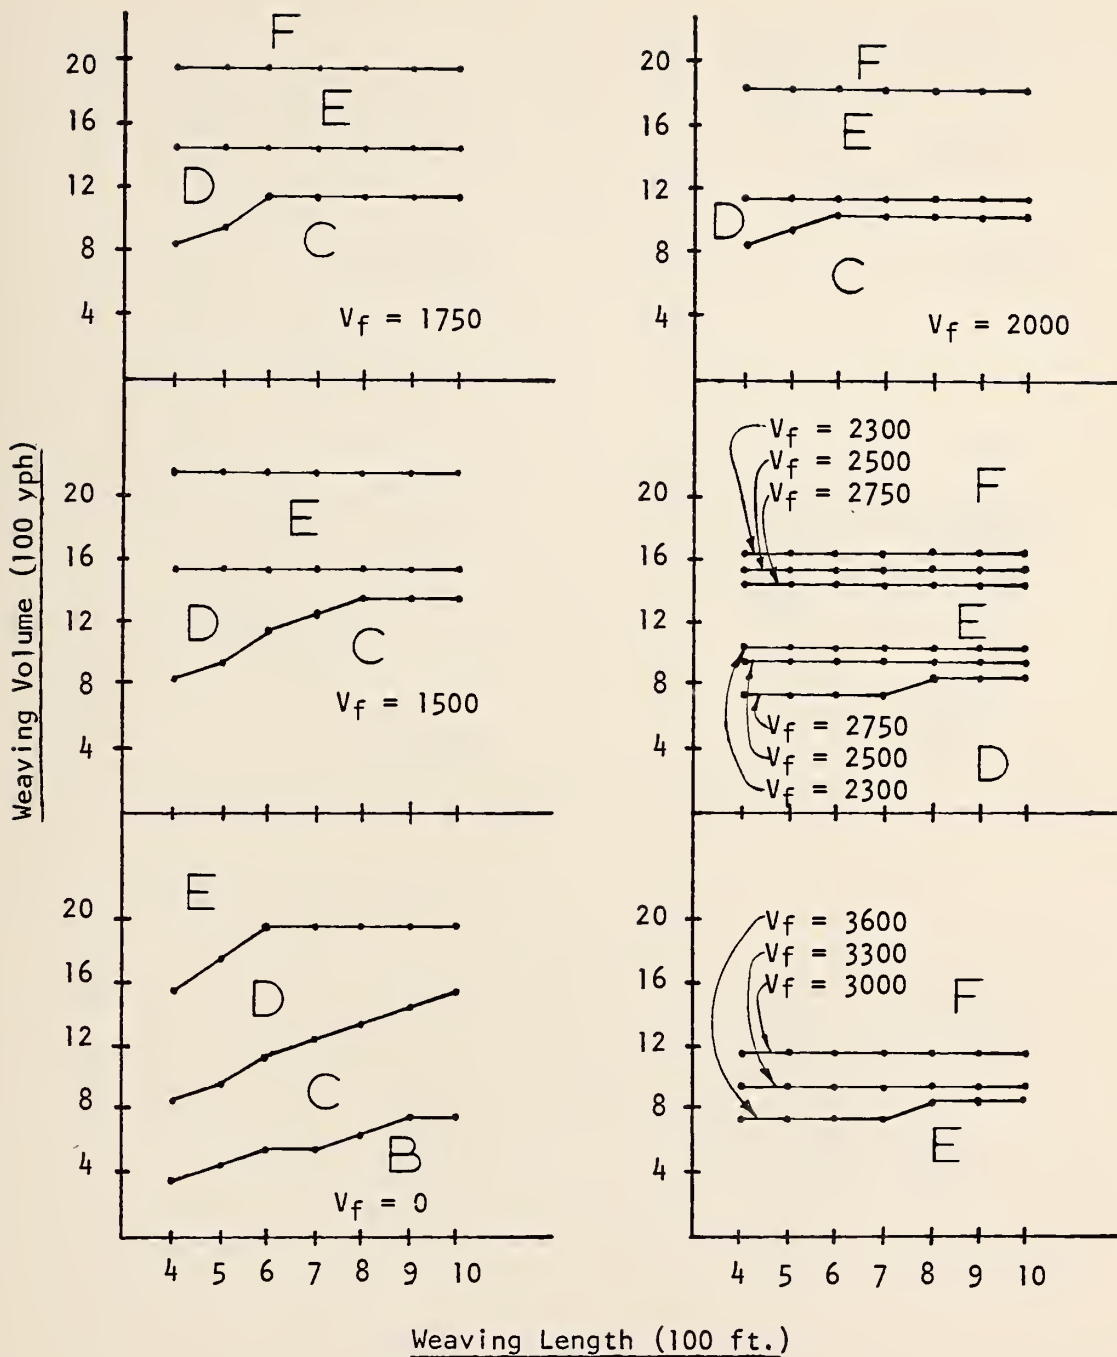 Weaving Volume (100 yph)
F
20
E
16
D
12
C
8
4
Vf = 1750
F
20
E
16
12
D
8
C
4
Vf = 2000
20
E
16
12
D
C
8
Vf = 1500
4
Vf = 2300
Vf = 2500
Vf = 2750
F
20
16
12
E
8
4
Vf = 2750
Vf = 2500
Vf = 2300
D
E
20
16
D
12
C
8
B
4
Vf = 0
4 5 6 7 8 9 10
20
Vf = 3600
Vf = 3300
Vf = 3000
F
16
12
8
E
4
4 5 6 7 8 9 10
Weaving Length (100 ft.)